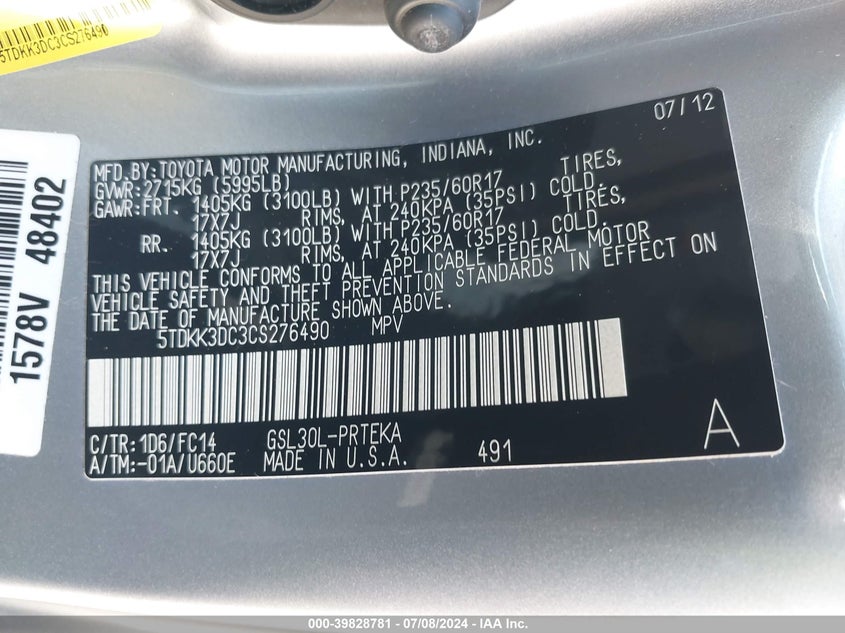 5TDKK3DC3CS276490
1578V 48402
07/12
MFD.BY:TOYOTA MOTOR MANUFACTURING, INDIANA, INC.
GVWR:2715KG (5995LB)
GAWR:FRT. 1405KG (3100LB) WITH P235/60R17 TIRES,
17X7J RIMS, AT 240KPA (35PSI) COLD.
RR. 1405KG (3100LB) WITH P235/60R17 TIRES,
17X7J RIMS, AT 240KPA (35PSI) COLD.
THIS VEHICLE CONFORMS TO ALL APPLICABLE FEDERAL MOTOR
VEHICLE SAFETY AND THEFT PREVENTION STANDARDS IN EFFECT ON
THE DATE OF MANUFACTURE SHOWN ABOVE.
5TDKK3DC3CS276490 MPV
C/TR:1D6/FC14 GSL30L-PRTEKA
A/TM:-01A/U660E MADE IN U.S.A. 491
A
000-39828781 - 07/08/2024 - IAA Inc.